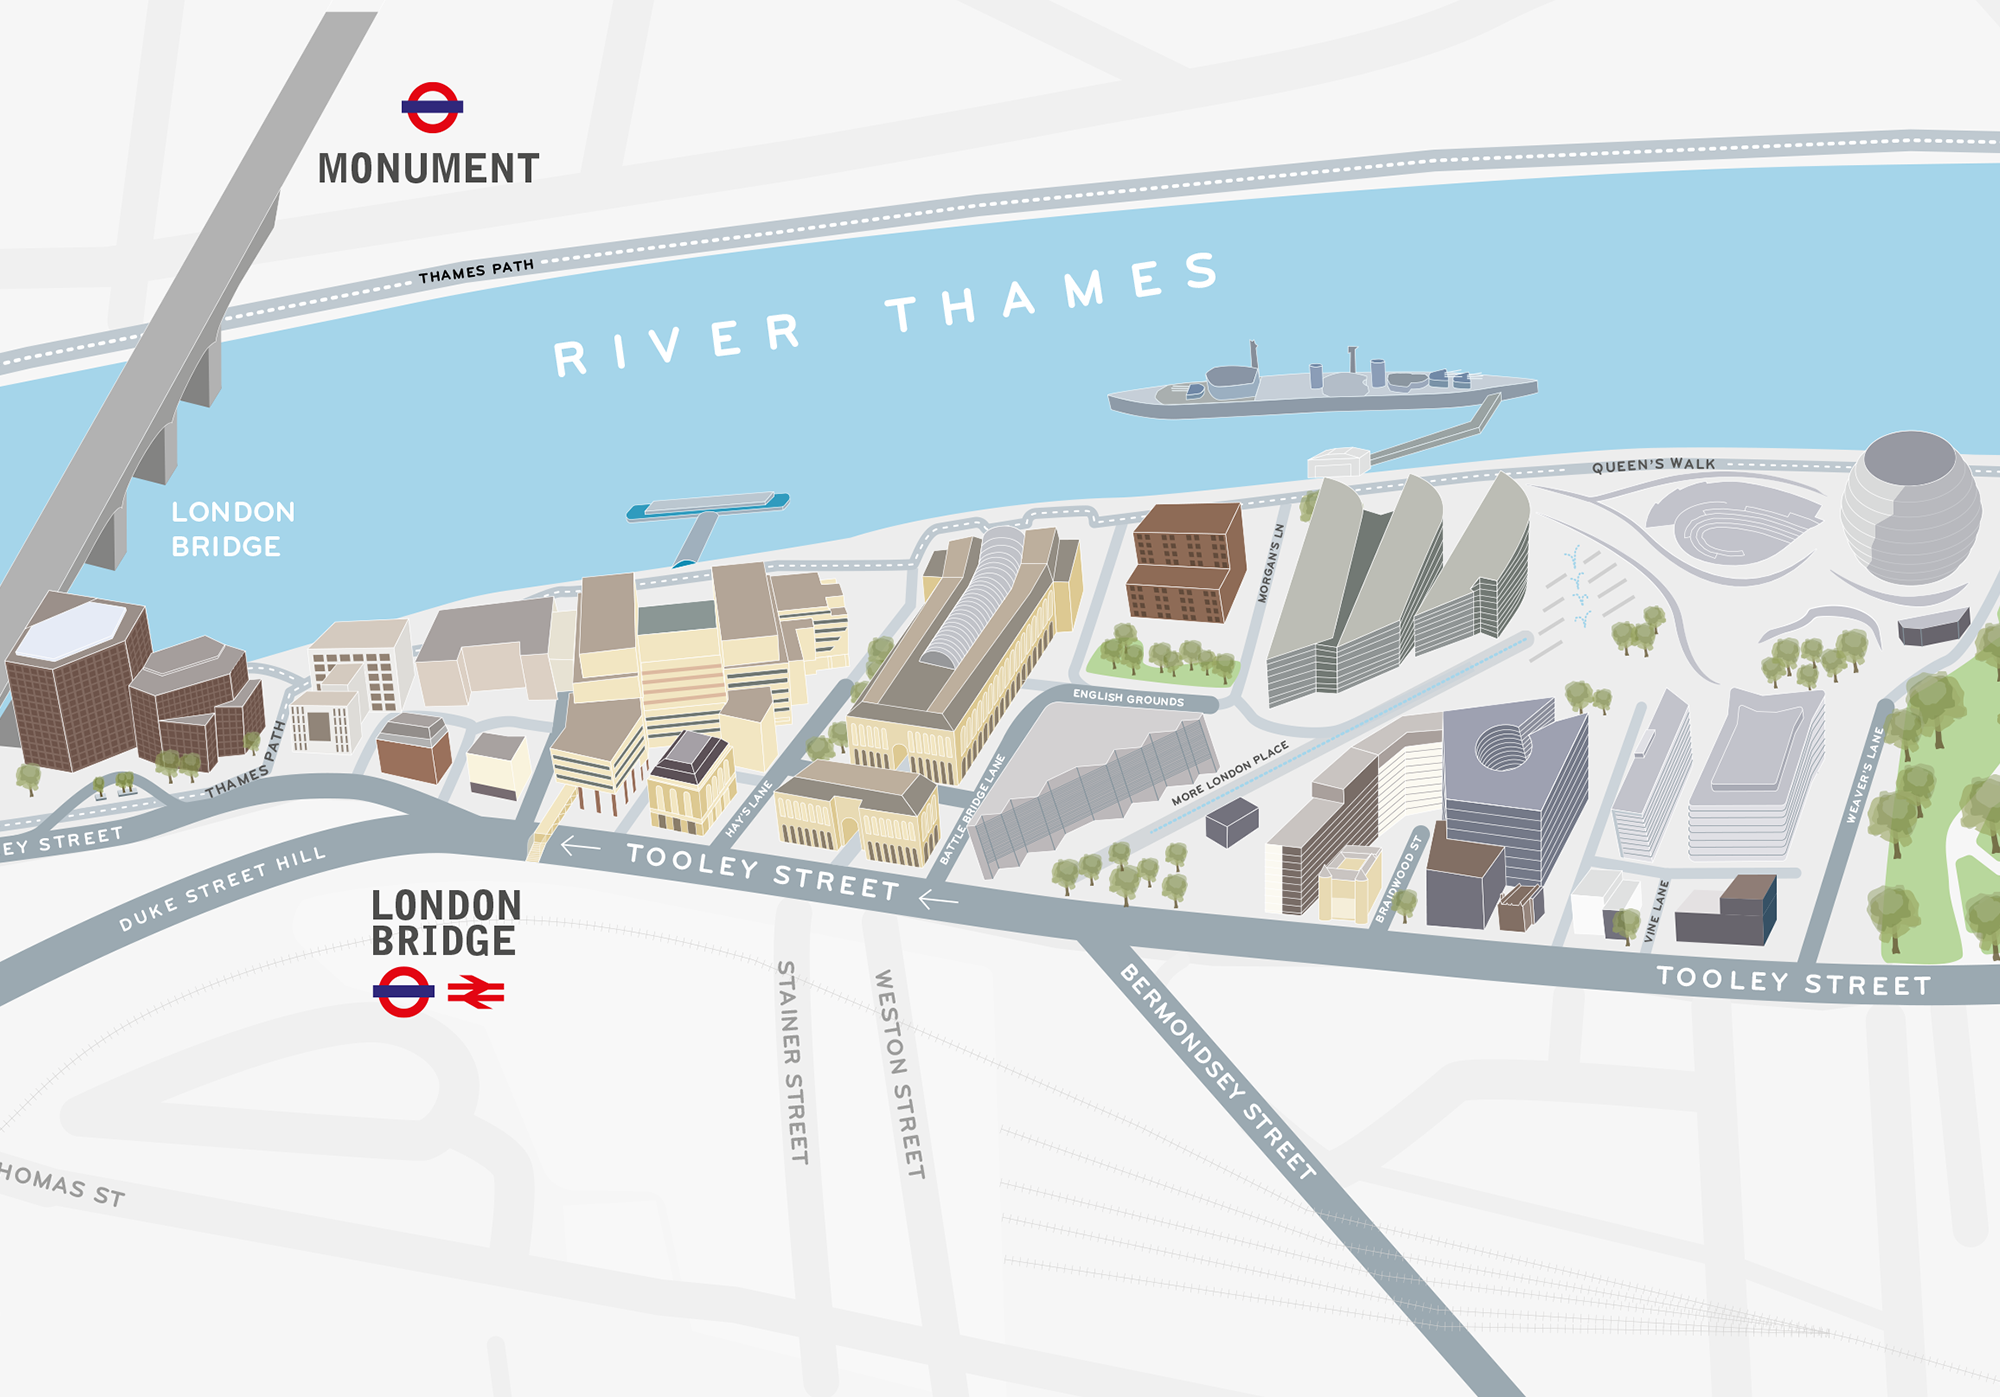 MONUMENT
THAMES PATH
RIVER THAMES
QUEEN'S WALK
LONDON
BRIDGE
MORGAN'S LN
ENGLISH GROUNDS
THAMES PATH
MORE LONDON PLACE
HAY'S LANE
BATTLE BRIDGE LANE
WEAVER'S LANE
EY STREET
DUKE STREET HILL
TOOLEY STREET
BRAIDWOOD ST
VINE LANE
LONDON
BRIDGE
TOOLEY STREET
STAINER STREET
WESTON STREET
BERMONDSEY STREET
HOMAS ST